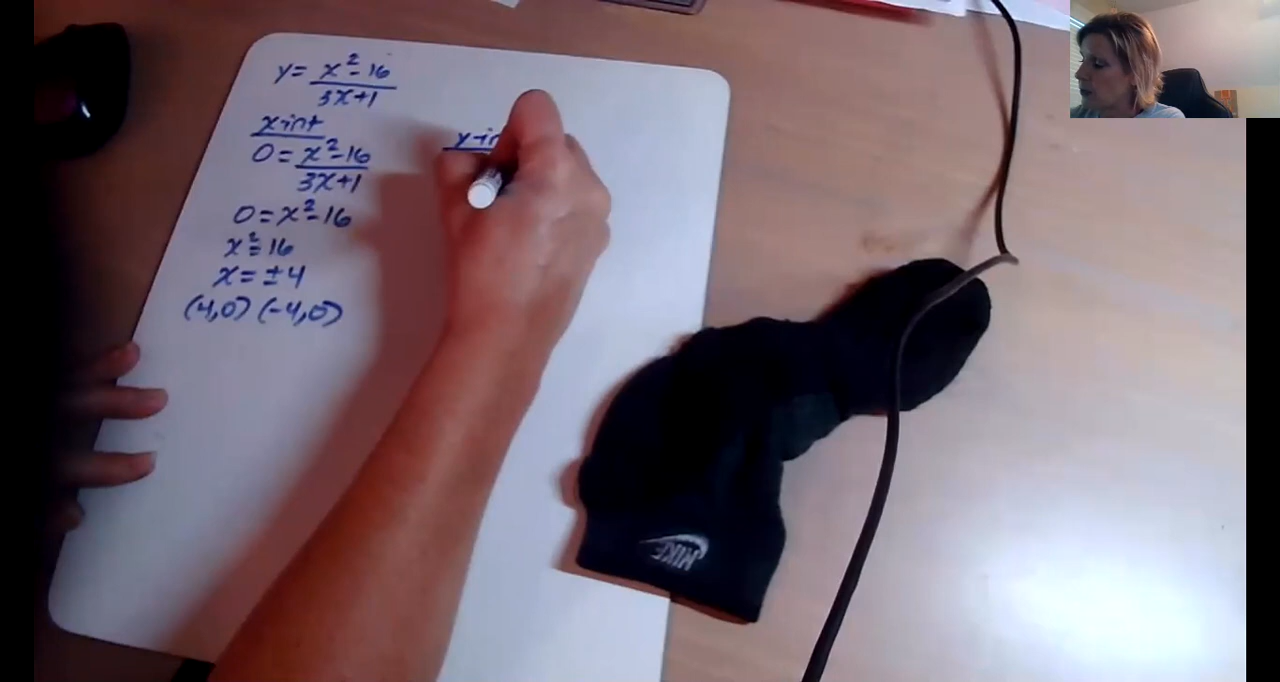 y = x²-16
3x+1
x-int
0 = x²-16
3x+1
0 = x²-16
x² = 16
x = ±4
(4,0) (-4,0)
y-in
NIKE